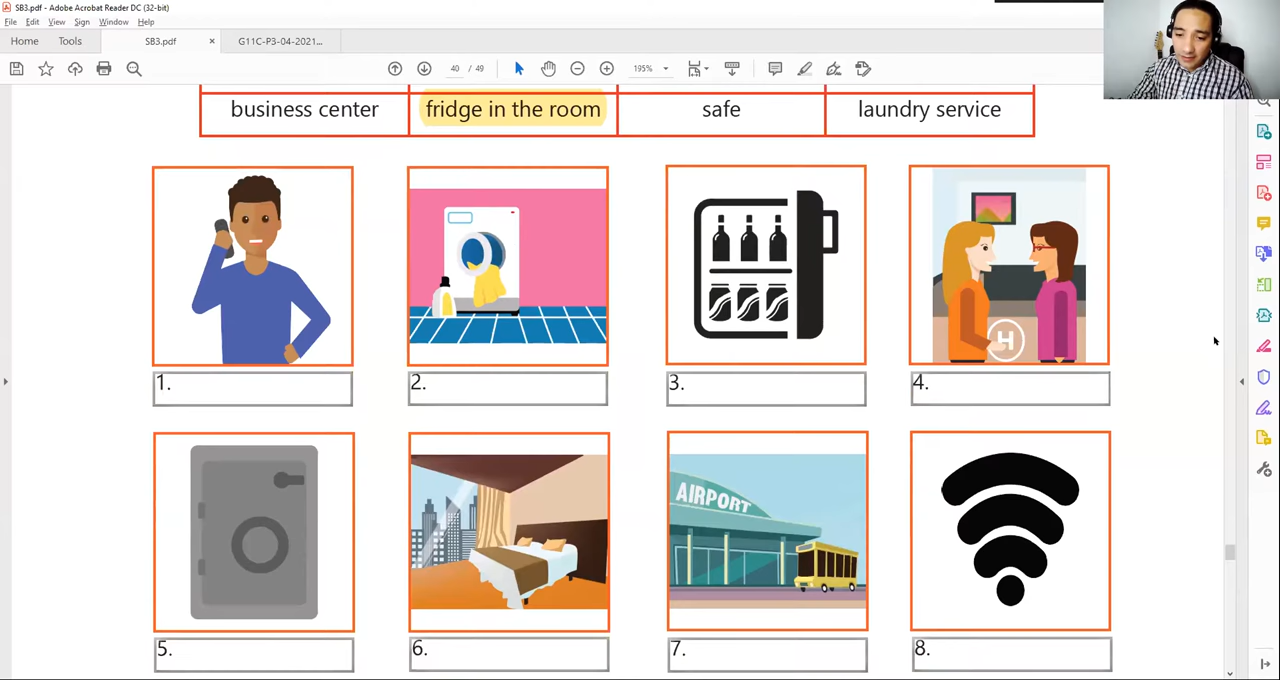 SB3.pdf - Adobe Acrobat Reader DC (32-bit)
File Edit View Sign Window Help
Home Tools SB3.pdf × G11C-P3-04-2021...
40 / 49 195%
business center fridge in the room safe laundry service
1. 2. 3. 4.
H
AIRPORT
5. 6. 7. 8.